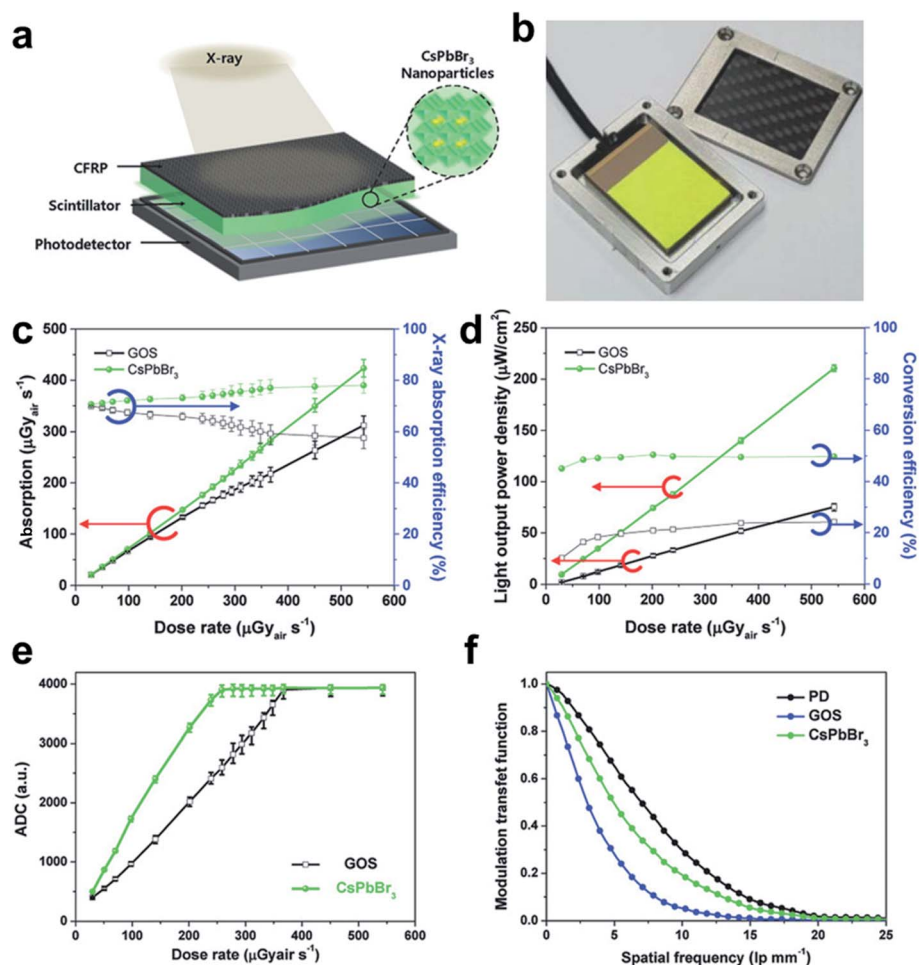 a
X-ray
CsPbBr₃
Nanoparticles
CFRP
Scintillator
Photodetector
b
c
500
400
300
200
100
0
Absorption (μGyₐᵢᵣ s⁻¹)
GOS
CsPbBr₃
100
80
60
40
20
0
X-ray absorption efficiency (%)
0 100 200 300 400 500 600
Dose rate (μGyₐᵢᵣ s⁻¹)
d
250
200
150
100
50
0
Light output power density (μW/cm²)
GOS
CsPbBr₃
100
80
60
40
20
0
Conversion efficiency (%)
0 100 200 300 400 500 600
Dose rate (μGyₐᵢᵣ s⁻¹)
e
4000
3000
2000
1000
0
ADC (a.u.)
GOS
CsPbBr₃
0 100 200 300 400 500 600
Dose rate (μGyair s⁻¹)
f
1.0
0.8
0.6
0.4
0.2
0.0
Modulation transfet function
PD
GOS
CsPbBr₃
0 5 10 15 20 25
Spatial frequency (lp mm⁻¹)